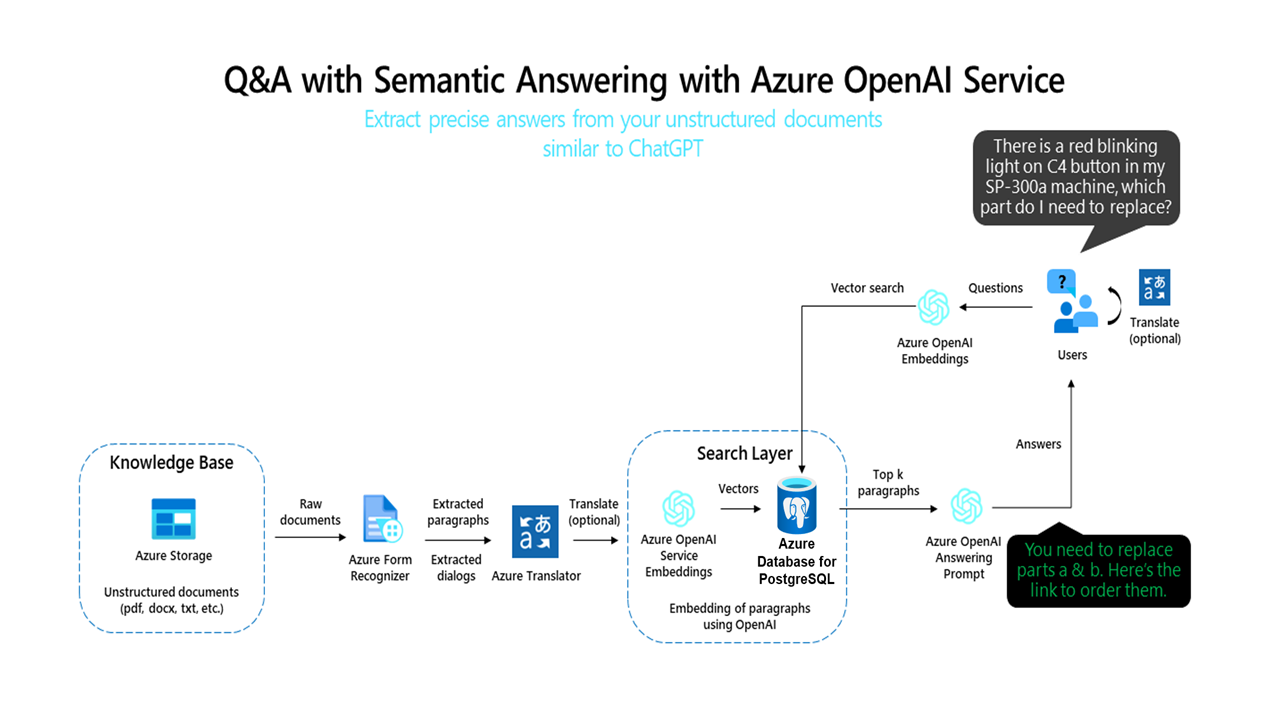 Q&A with Semantic Answering with Azure OpenAI Service
Extract precise answers from your unstructured documents
similar to ChatGPT
There is a red blinking
light on C4 button in my
SP-300a machine, which
part do I need to replace?
Vector search
Questions
?
あ
a
Translate
(optional)
Azure OpenAI
Embeddings
Users
Answers
Knowledge Base
Azure Storage
Unstructured documents
(pdf, docx, txt, etc.)
Raw
documents
Azure Form
Recognizer
Extracted
paragraphs
Extracted
dialogs
あ
a
Azure Translator
Translate
(optional)
Search Layer
Vectors
Azure OpenAI
Service
Embeddings
Azure
Database for
PostgreSQL
Embedding of paragraphs
using OpenAI
Top k
paragraphs
Azure OpenAI
Answering
Prompt
You need to replace
parts a & b. Here's the
link to order them.